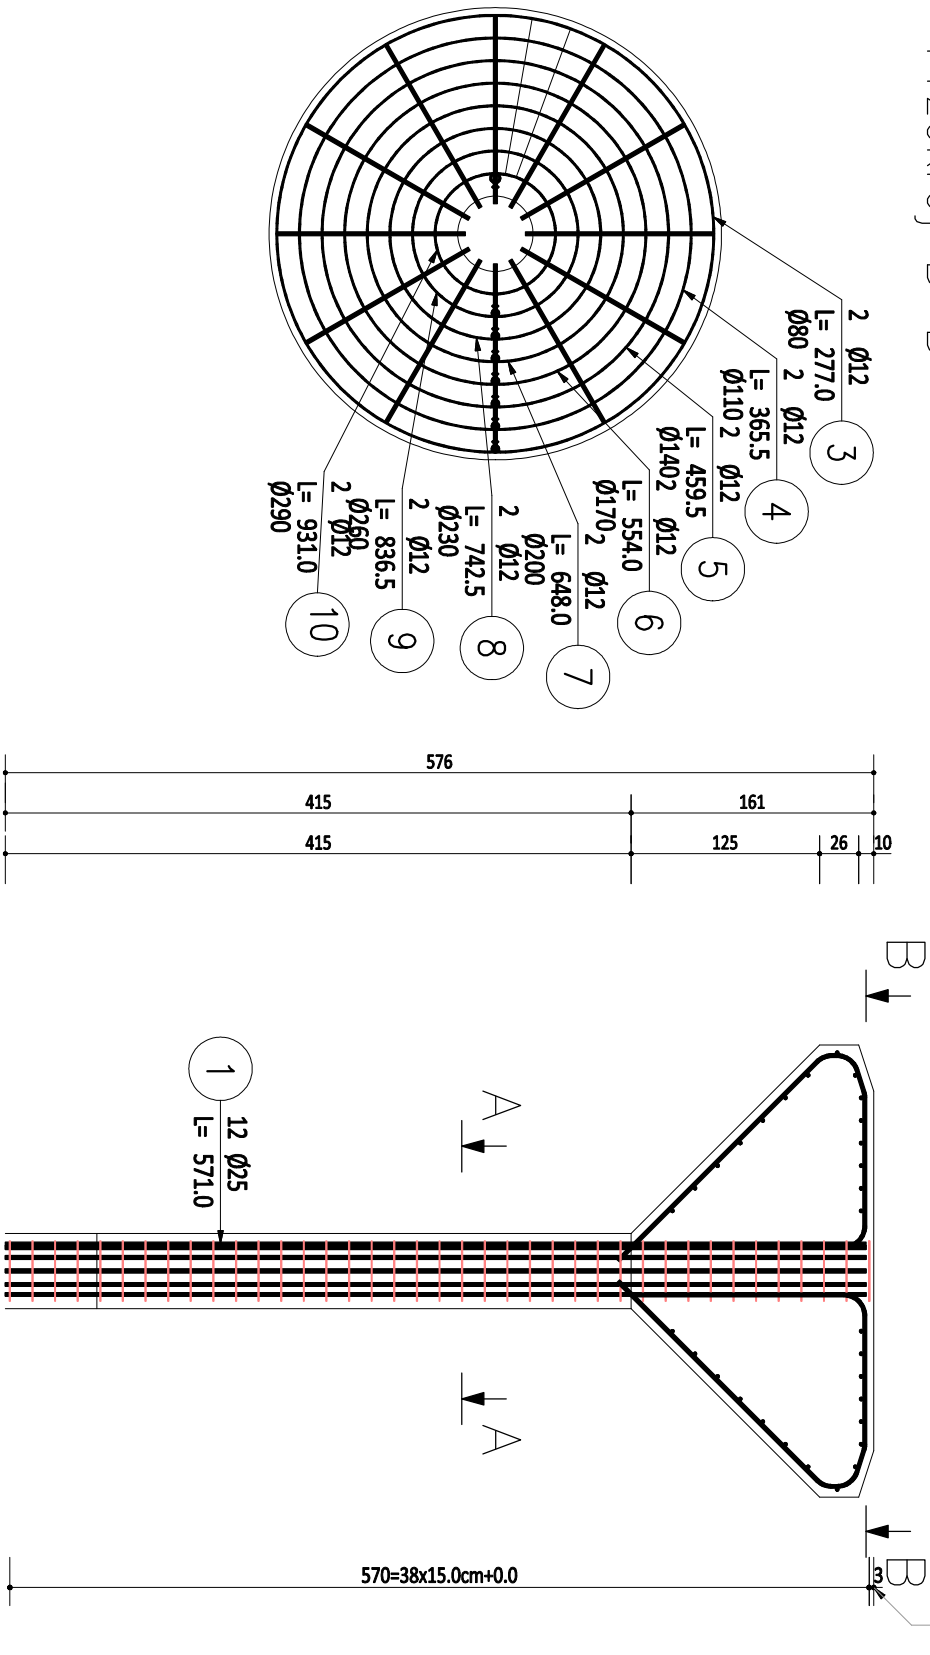 2 Ø12
L= 277.0
Ø80
3
2 Ø12
L= 365.5
Ø110
4
2 Ø12
L= 459.5
Ø140
5
2 Ø12
L= 554.0
Ø170
6
2 Ø12
L= 648.0
Ø200
7
2 Ø12
L= 742.5
Ø230
8
2 Ø12
L= 836.5
Ø260
9
2 Ø12
L= 931.0
Ø290
10
576
415
161
415
125
26
10
B
B
A
A
1
12 Ø25
L= 571.0
570=38x15.0cm+0.0
3